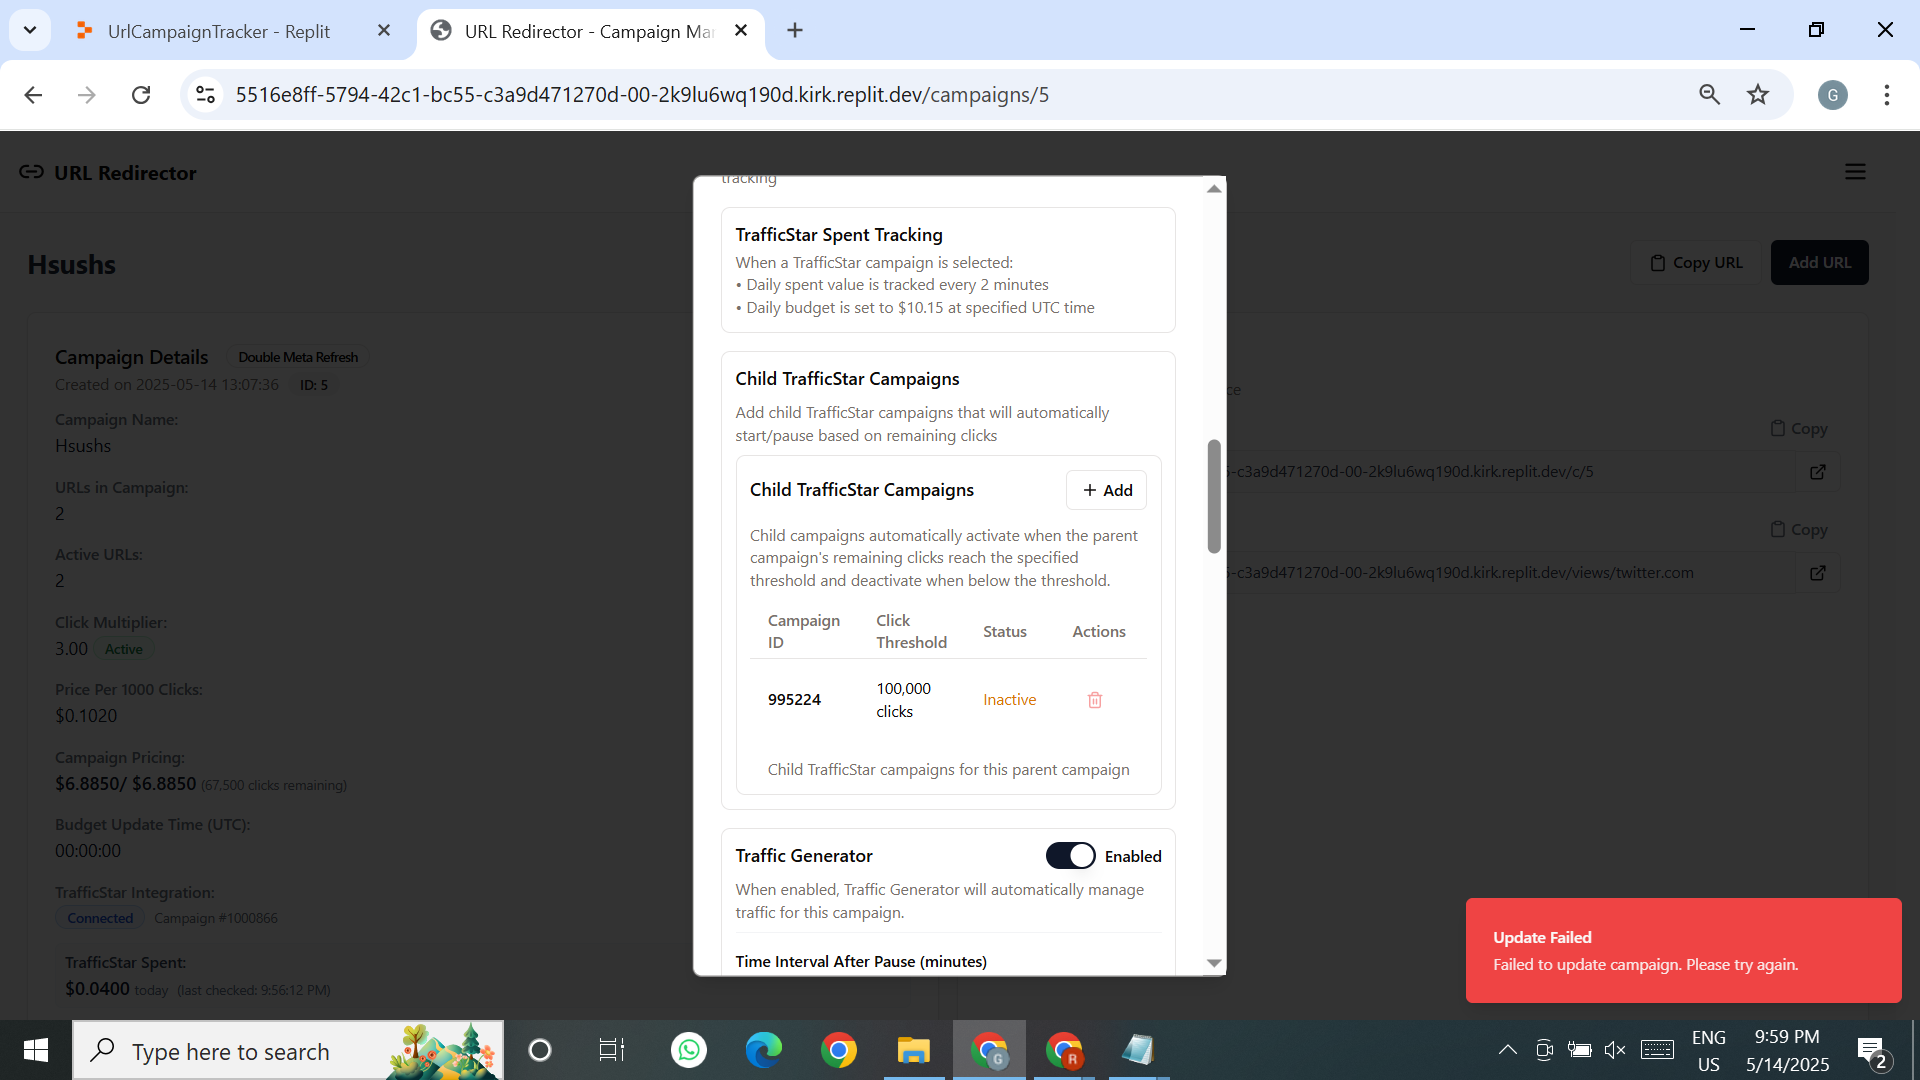 UrlCampaignTracker - Replit
URL Redirector - Campaign Ma
5516e8ff-5794-42c1-bc55-c3a9d471270d-00-2k9lu6wq190d.kirk.replit.dev/campaigns/5
G
URL Redirector
Hsushs
Copy URL
Add URL
Campaign Details
Double Meta Refresh
Created on 2025-05-14 13:07:36
ID: 5
Campaign Name:
Hsushs
URLs in Campaign:
2
Active URLs:
2
Click Multiplier:
3.00
Active
Price Per 1000 Clicks:
$0.1020
Campaign Pricing:
$6.8850/ $6.8850 (67,500 clicks remaining)
Budget Update Time (UTC):
00:00:00
TrafficStar Integration:
Connected
Campaign #1000866
TrafficStar Spent:
$0.0400 today (last checked: 9:56:12 PM)
tracking
TrafficStar Spent Tracking
When a TrafficStar campaign is selected:
• Daily spent value is tracked every 2 minutes
• Daily budget is set to $10.15 at specified UTC time
Child TrafficStar Campaigns
Add child TrafficStar campaigns that will automatically
start/pause based on remaining clicks
Child TrafficStar Campaigns
+ Add
Child campaigns automatically activate when the parent
campaign's remaining clicks reach the specified
threshold and deactivate when below the threshold.
Campaign ID
Click Threshold
Status
Actions
995224
100,000 clicks
Inactive
Child TrafficStar campaigns for this parent campaign
Traffic Generator
Enabled
When enabled, Traffic Generator will automatically manage
traffic for this campaign.
Time Interval After Pause (minutes)
ce
Copy
-c3a9d471270d-00-2k9lu6wq190d.kirk.replit.dev/c/5
Copy
-c3a9d471270d-00-2k9lu6wq190d.kirk.replit.dev/views/twitter.com
Update Failed
Failed to update campaign. Please try again.
Type here to search
G
R
ENG
US
9:59 PM
5/14/2025
2